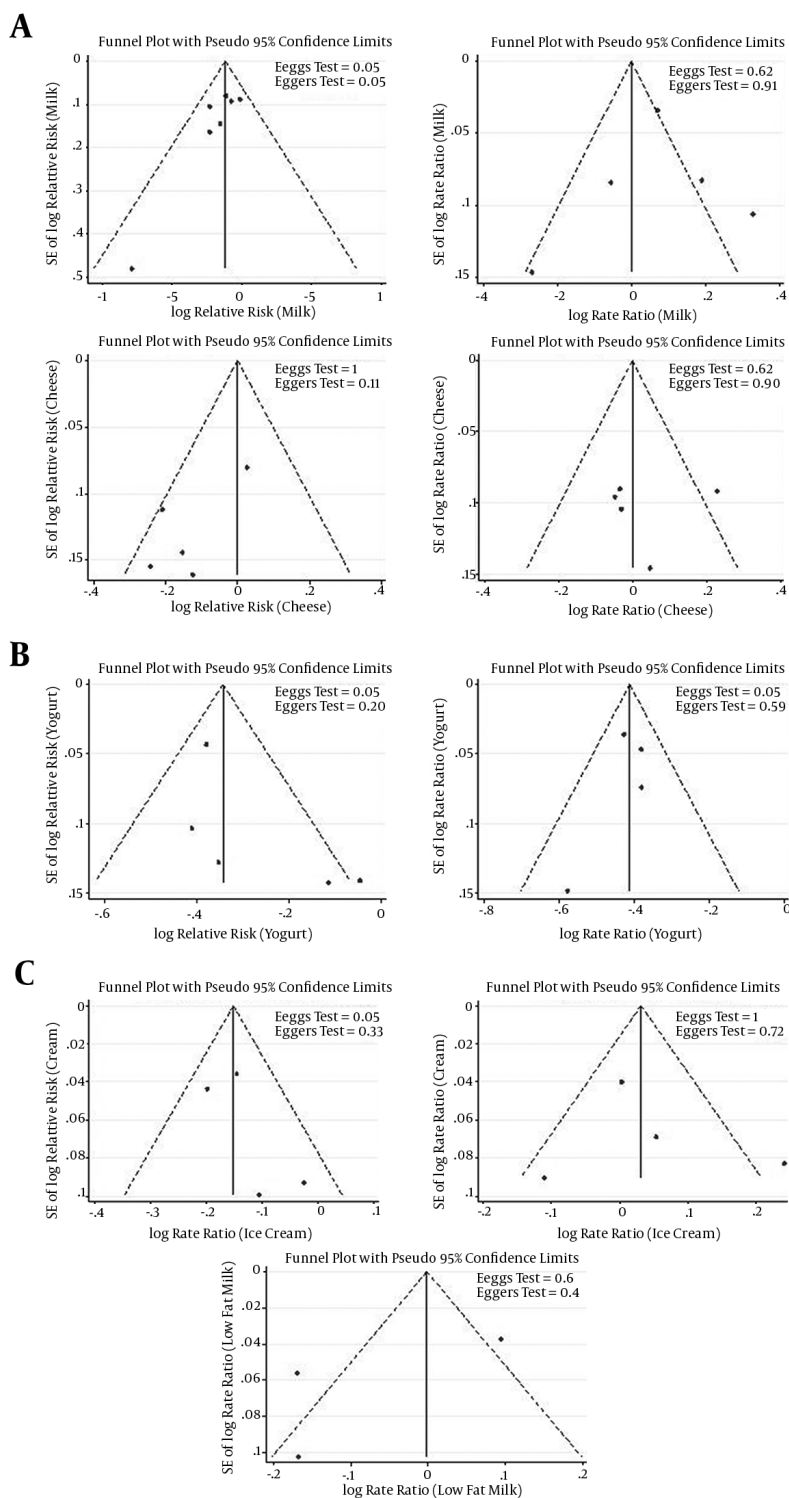 A
Funnel Plot with Pseudo 95% Confidence Limits
Eeggs Test = 0.05
Eggers Test = 0.05
SE of log Relattive Risk (Milk)
0
.1
.2
.3
.4
.5
-1 -5 0 -5 1
log Relative Risk (Milk)
Funnel Plot with Pseudo 95% Confidence Limits
Eeggs Test = 0.62
Eggers Test = 0.91
SE of log Rate Ratio (Milk)
0
.05
.1
.15
-.4 -.2 0 .2 .4
log Rate Ratio (Milk)
Funnel Plot with Pseudo 95% Confidence Limits
Eeggs Test = 1
Eggers Test = 0.11
SE of log Relattive Risk (Cheese)
0
.05
.1
.15
-.4 -.2 0 .2 .4
log Relative Risk (Cheese)
Funnel Plot with Pseudo 95% Confidence Limits
Eeggs Test = 0.62
Eggers Test = 0.90
SE of log Rate Ratio (Cheese)
0
.05
.1
.15
-.4 -.2 0 .2 .4
log Rate Ratio (Cheese)
B
Funnel Plot with Pseudo 95% Confidence Limits
Eeggs Test = 0.05
Eggers Test = 0.20
SE of log Relattive Risk (Yogurt)
0
.05
.1
.15
-.6 -.4 -.2 0
log Relative Risk (Yogurt)
Funnel Plot with Pseudo 95% Confidence Limits
Eeggs Test = 0.05
Eggers Test = 0.59
SE of log Rate Ratio (Yogurt)
0
.05
.1
.15
-.8 -.6 -.4 -.2 0
log Rate Ratio (Yogurt)
C
Funnel Plot with Pseudo 95% Confidence Limits
Eeggs Test = 0.05
Eggers Test = 0.33
SE of log Relattive Risk (Cream)
0
.02
.04
.06
.08
.1
-.4 -.3 -.2 -.1 0 .1
log Rate Ratio (Ice Cream)
Funnel Plot with Pseudo 95% Confidence Limits
Eeggs Test = 1
Eggers Test = 0.72
SE of log Rate Ratio (Cream)
0
.02
.04
.06
.08
.1
-.2 -.1 0 .1 .2
log Rate Ratio (Ice Cream)
Funnel Plot with Pseudo 95% Confidence Limits
Eeggs Test = 0.6
Eggers Test = 0.4
SE of log Rate Ratio (Low Fat Milk)
0
.02
.04
.06
.08
.1
-.2 -.1 0 .1 .2
log Rate Ratio (Low Fat Milk)